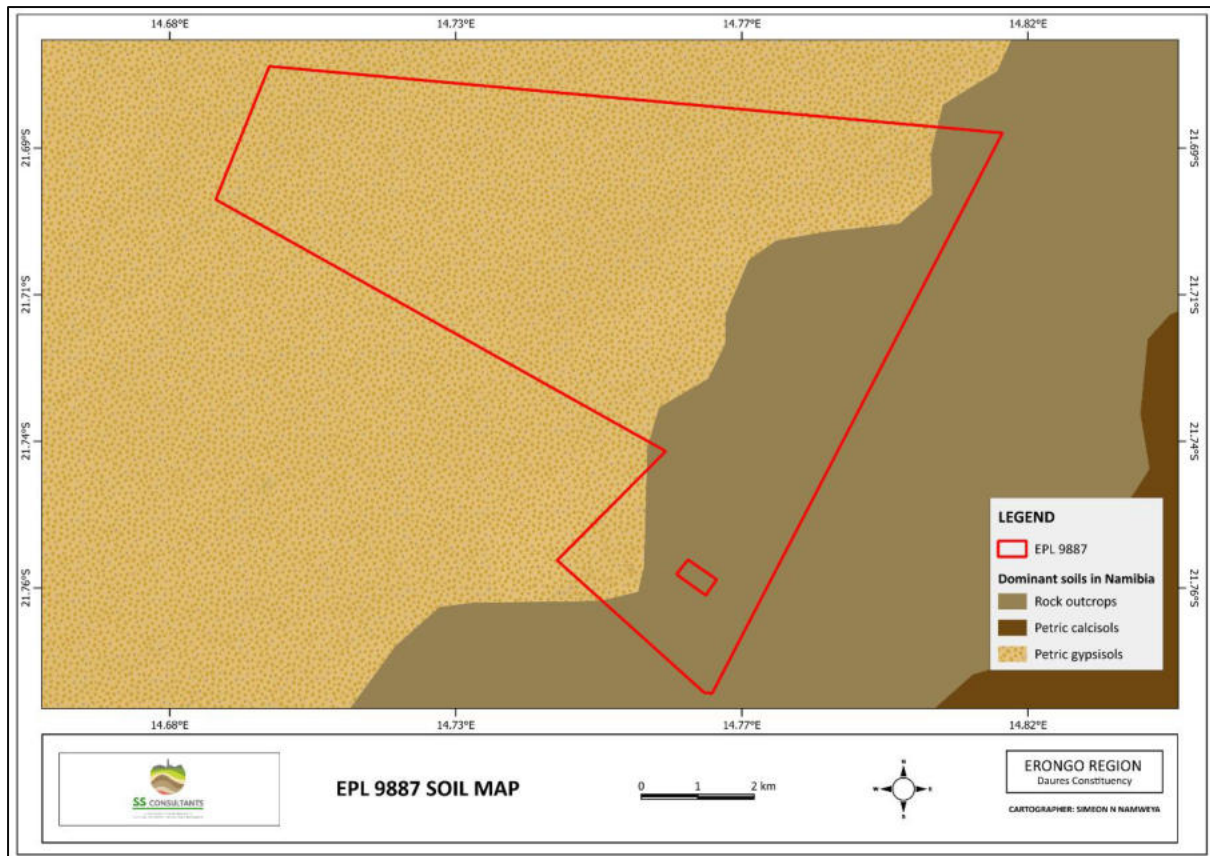 14.68°E 14.73°E 14.77°E 14.82°E
21.69°S 21.69°S
21.71°S 21.71°S
21.74°S 21.74°S
21.76°S 21.76°S
LEGEND
EPL 9887
Dominant soils in Namibia
Rock outcrops
Petric calcisols
Petric gypsisols
14.68°E 14.73°E 14.77°E 14.82°E
SS CONSULTANTS
EPL 9887 SOIL MAP
0 1 2 km
N
W E
S
ERONGO REGION
Daures Constituency
CARTOGRAPHER: SIMEON N NAMWEYA